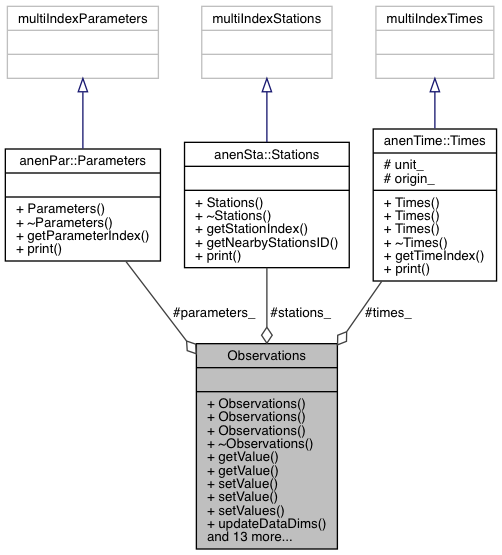 multiIndexParameters
multiIndexStations
multiIndexTimes
anenPar::Parameters
+ Parameters()
+ ~Parameters()
+ getParameterIndex()
+ print()
anenSta::Stations
+ Stations()
+ ~Stations()
+ getStationIndex()
+ getNearbyStationsID()
+ print()
anenTime::Times
# unit_
# origin_
+ Times()
+ Times()
+ Times()
+ ~Times()
+ getTimeIndex()
+ print()
#parameters_
#stations_
#times_
Observations
+ Observations()
+ Observations()
+ Observations()
+ ~Observations()
+ getValue()
+ getValue()
+ setValue()
+ setValue()
+ setValues()
+ updateDataDims()
and 13 more...